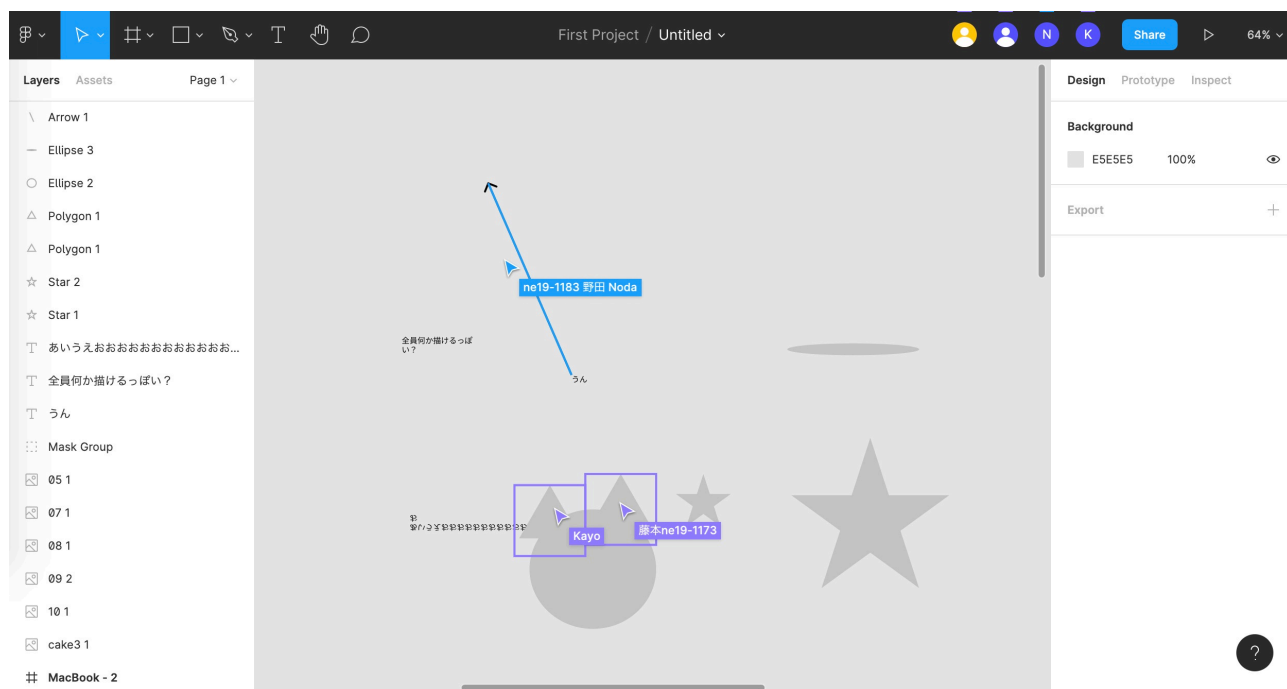 First Project / Untitled
N
K
Share
64%
Layers
Assets
Page 1
Design
Prototype
Inspect
Arrow 1
Ellipse 3
Ellipse 2
Polygon 1
Polygon 1
Star 2
Star 1
あいうえおおおおおおおおおおおお...
全員何か描けるっぽい？
うん
Mask Group
05 1
07 1
08 1
09 2
10 1
cake3 1
MacBook - 2
Background
E5E5E5
100%
Export
ne19-1183 野田 Noda
全員何か描けるっぽ
い？
うん
Kayo
藤本ne19-1173
?